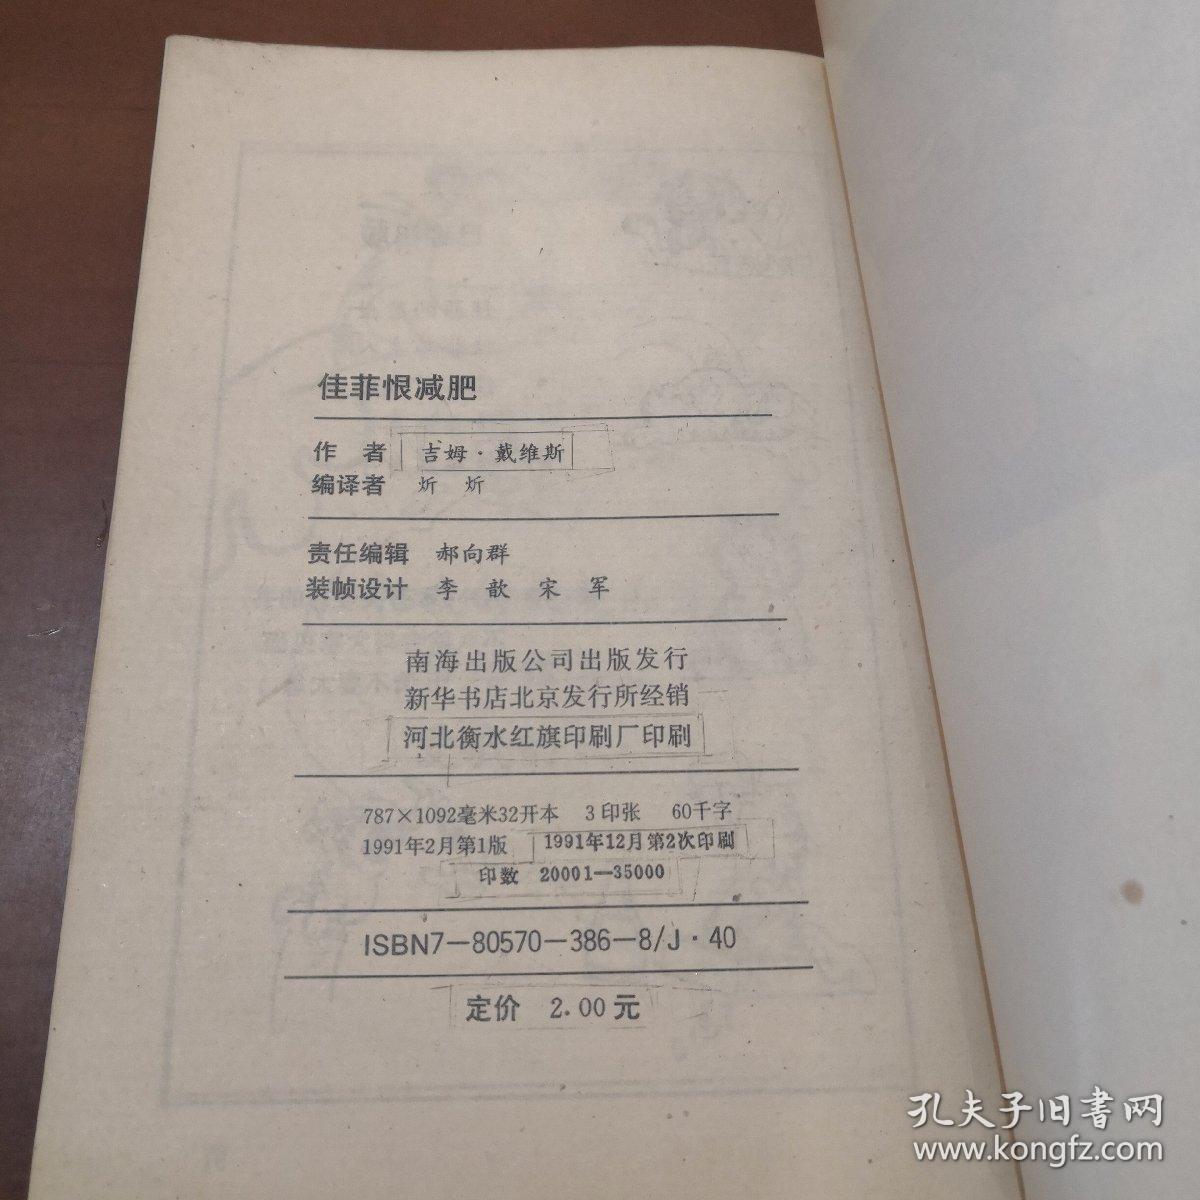 佳菲恨减肥
作 者 吉姆·戴维斯
编译者 炘 炘
责任编辑 郝向群
装帧设计 李 歆 宋 军
南海出版公司出版发行
新华书店北京发行所经销
河北衡水红旗印刷厂印刷
787×1092毫米32开本 3印张 60千字
1991年2月第1版 1991年12月第2次印刷
印数 20001—35000
ISBN7—80570—386—8/J·40
定价 2.00元
孔夫子旧书网
www.kongfz.com